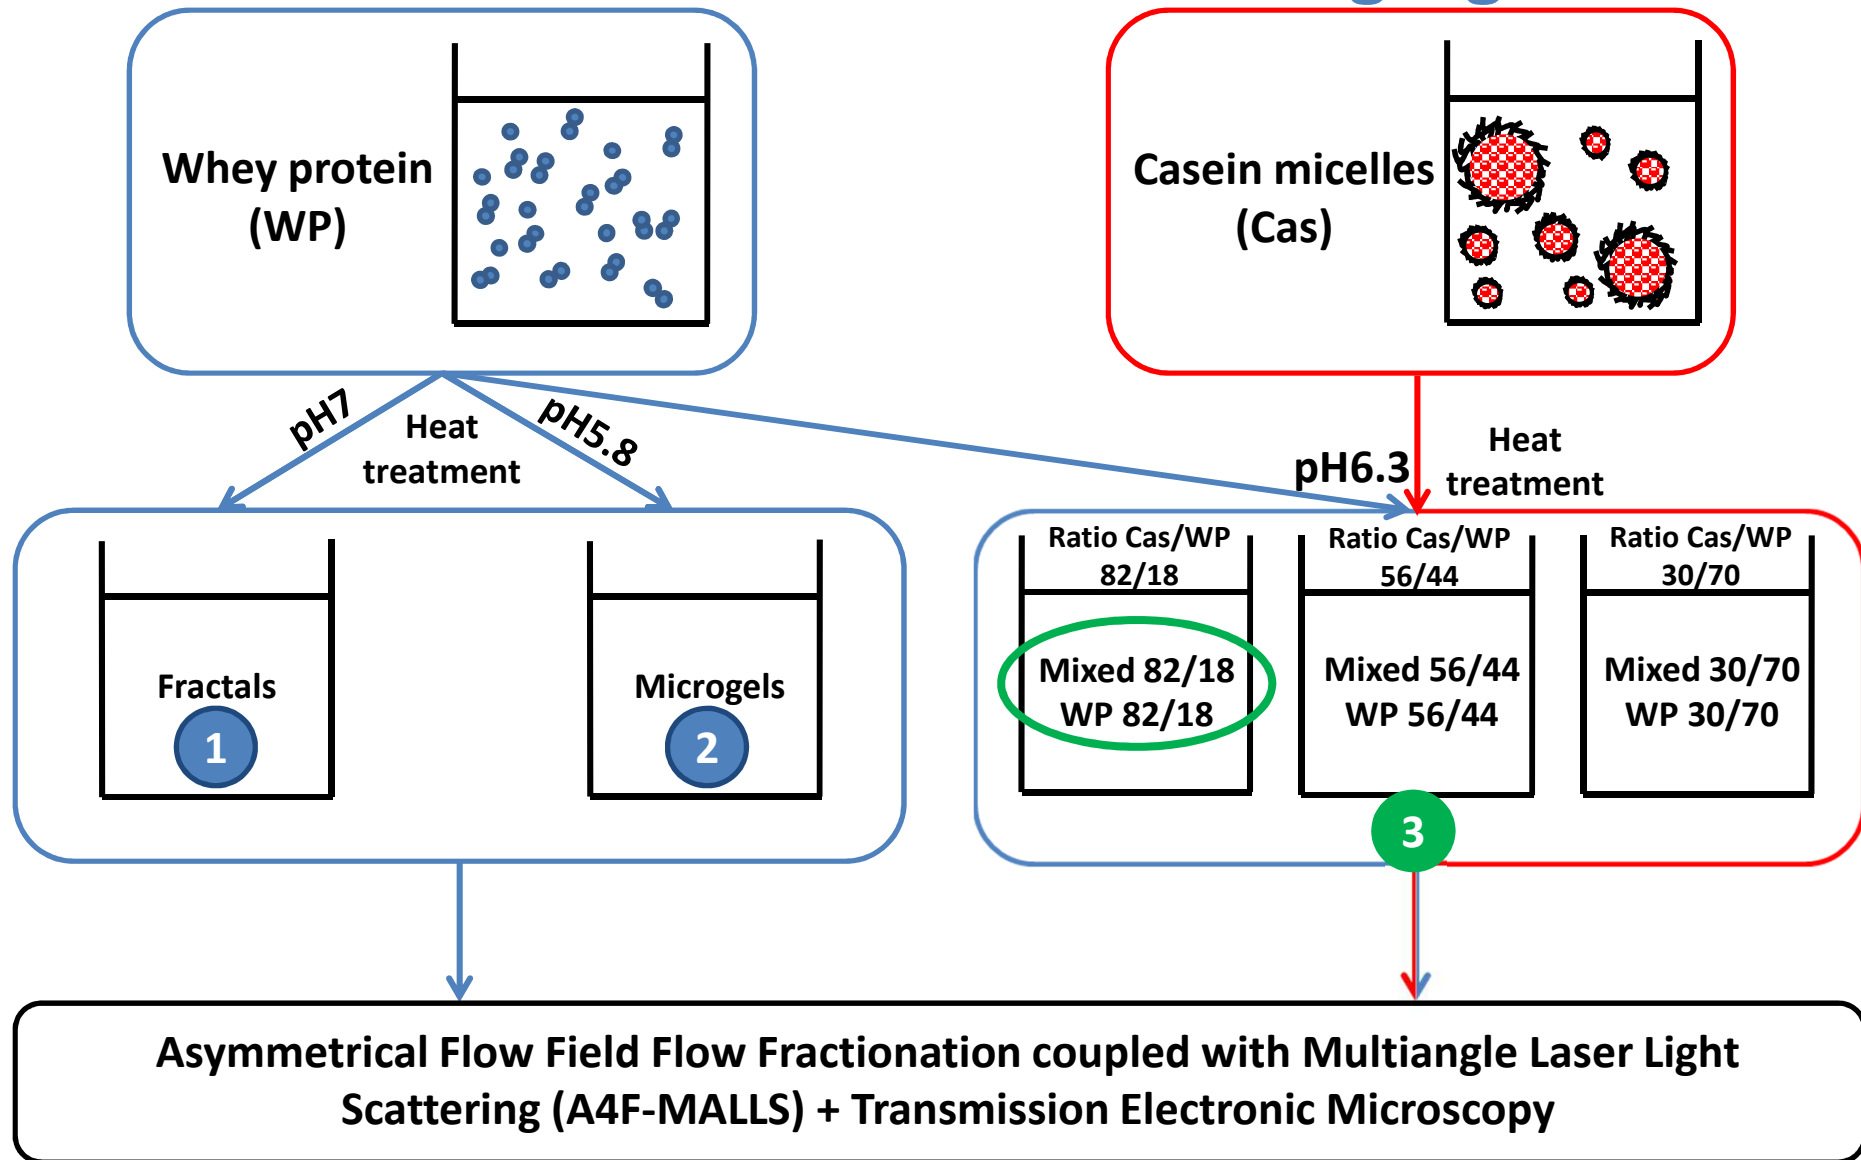 Whey protein
(WP)
Casein micelles
(Cas)
pH7
Heat
treatment
pH5.8
pH6.3
Heat
treatment
Fractals
1
Microgels
2
Ratio Cas/WP
82/18
Mixed 82/18
WP 82/18
Ratio Cas/WP
56/44
Mixed 56/44
WP 56/44
Ratio Cas/WP
30/70
Mixed 30/70
WP 30/70
3
Asymmetrical Flow Field Flow Fractionation coupled with Multiangle Laser Light
Scattering (A4F-MALLS) + Transmission Electronic Microscopy